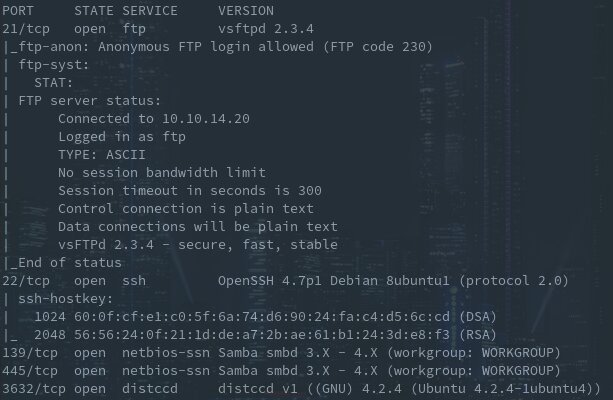 PORT     STATE SERVICE     VERSION
21/tcp   open  ftp         vsftpd 2.3.4
|_ftp-anon: Anonymous FTP login allowed (FTP code 230)
| ftp-syst:
|   STAT:
| FTP server status:
|      Connected to 10.10.14.20
|      Logged in as ftp
|      TYPE: ASCII
|      No session bandwidth limit
|      Session timeout in seconds is 300
|      Control connection is plain text
|      Data connections will be plain text
|      vsFTPd 2.3.4 - secure, fast, stable
|_End of status
22/tcp   open  ssh         OpenSSH 4.7p1 Debian 8ubuntu1 (protocol 2.0)
| ssh-hostkey:
|   1024 60:0f:cf:e1:c0:5f:6a:74:d6:90:24:fa:c4:d5:6c:cd (DSA)
|_  2048 56:56:24:0f:21:1d:de:a7:2b:ae:61:b1:24:3d:e8:f3 (RSA)
139/tcp  open  netbios-ssn Samba smbd 3.X - 4.X (workgroup: WORKGROUP)
445/tcp  open  netbios-ssn Samba smbd 3.X - 4.X (workgroup: WORKGROUP)
3632/tcp open  distccd     distccd v1 ((GNU) 4.2.4 (Ubuntu 4.2.4-1ubuntu4))